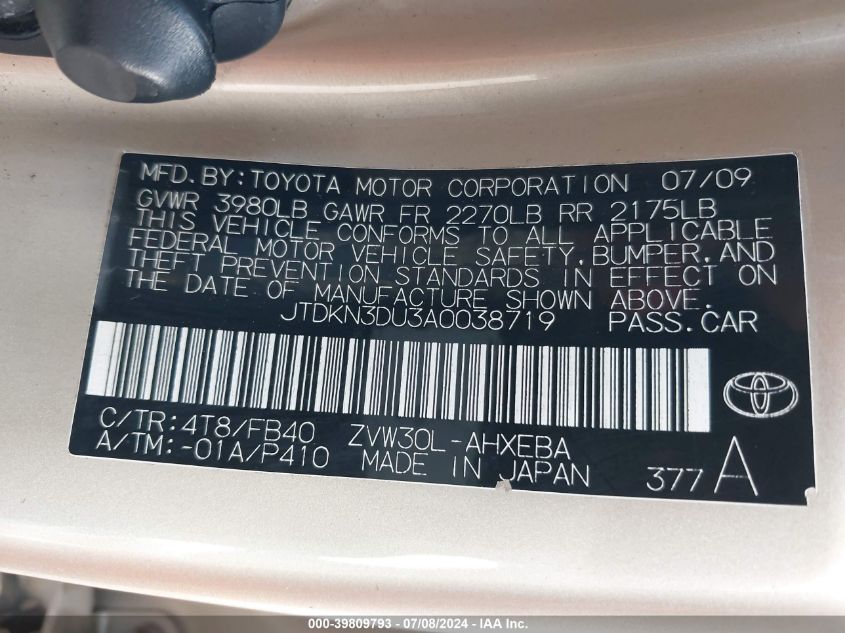 MFD. BY: TOYOTA MOTOR CORPORATION 07/09
GVWR 3980LB GAWR FR 2270LB RR 2175LB
THIS VEHICLE CONFORMS TO ALL APPLICABLE
FEDERAL MOTOR VEHICLE SAFETY, BUMPER, AND
THEFT PREVENTION STANDARDS IN EFFECT ON
THE DATE OF MANUFACTURE SHOWN ABOVE.
JTDKN3DU3A0038719 PASS. CAR
C/TR: 4T8/FB40 ZVW30L-AHXEBA
A/TM: -01A/P410 MADE IN JAPAN 377 A
000-39809793 - 07/08/2024 - IAA Inc.